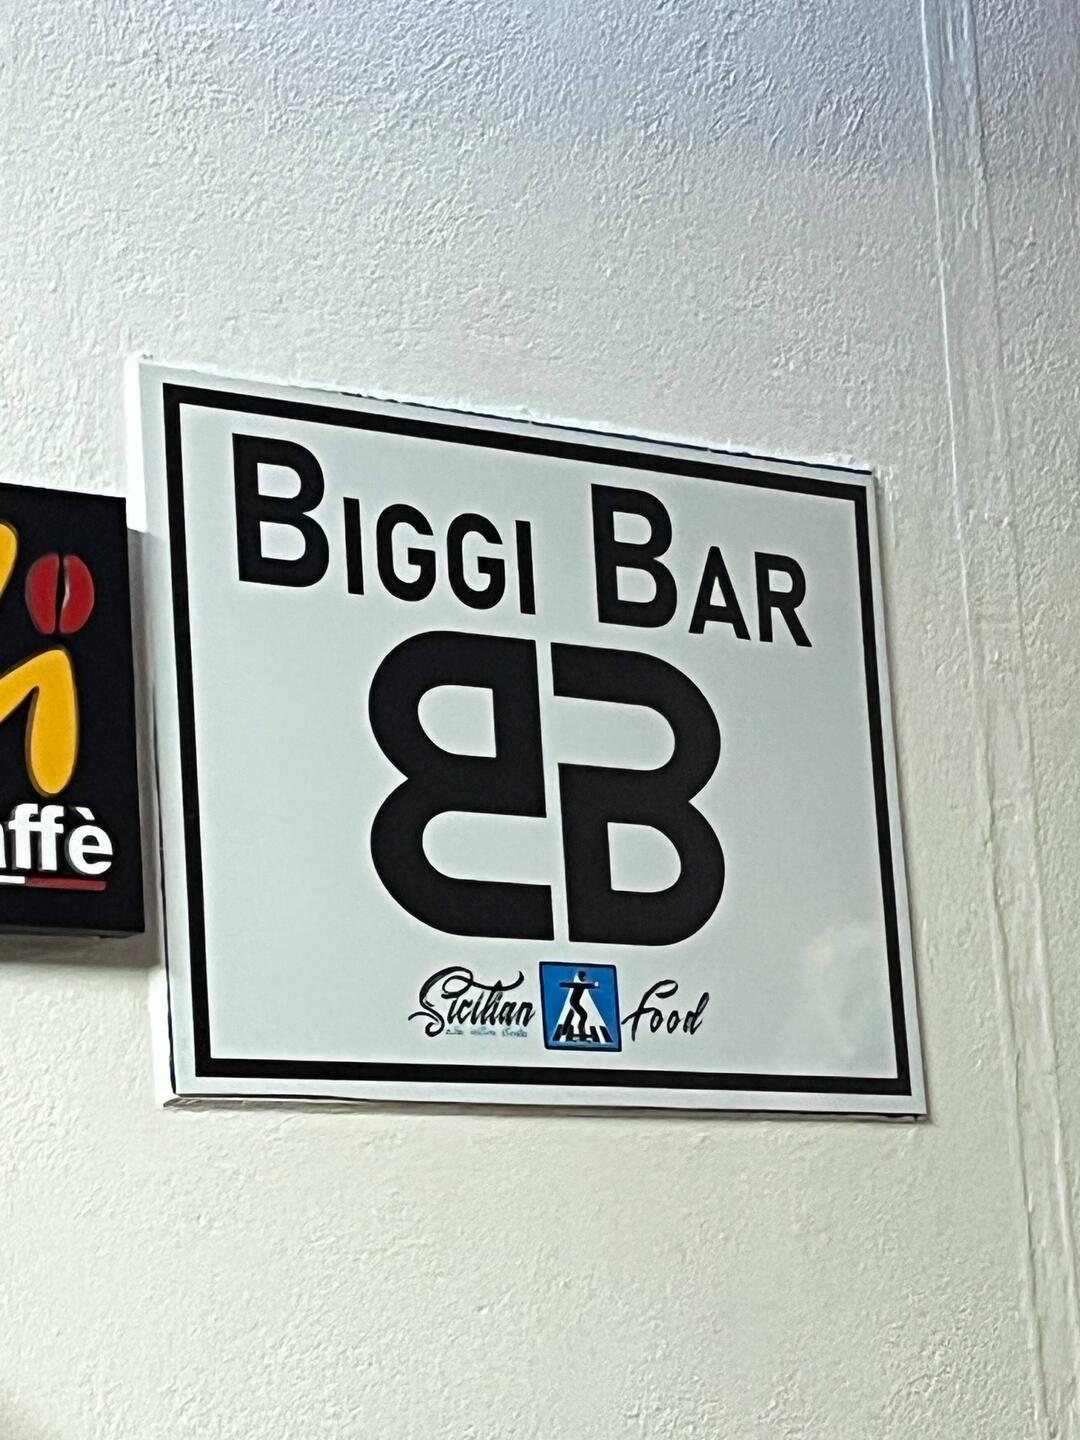 BIGGI BAR
BB
Sicilian food
affè